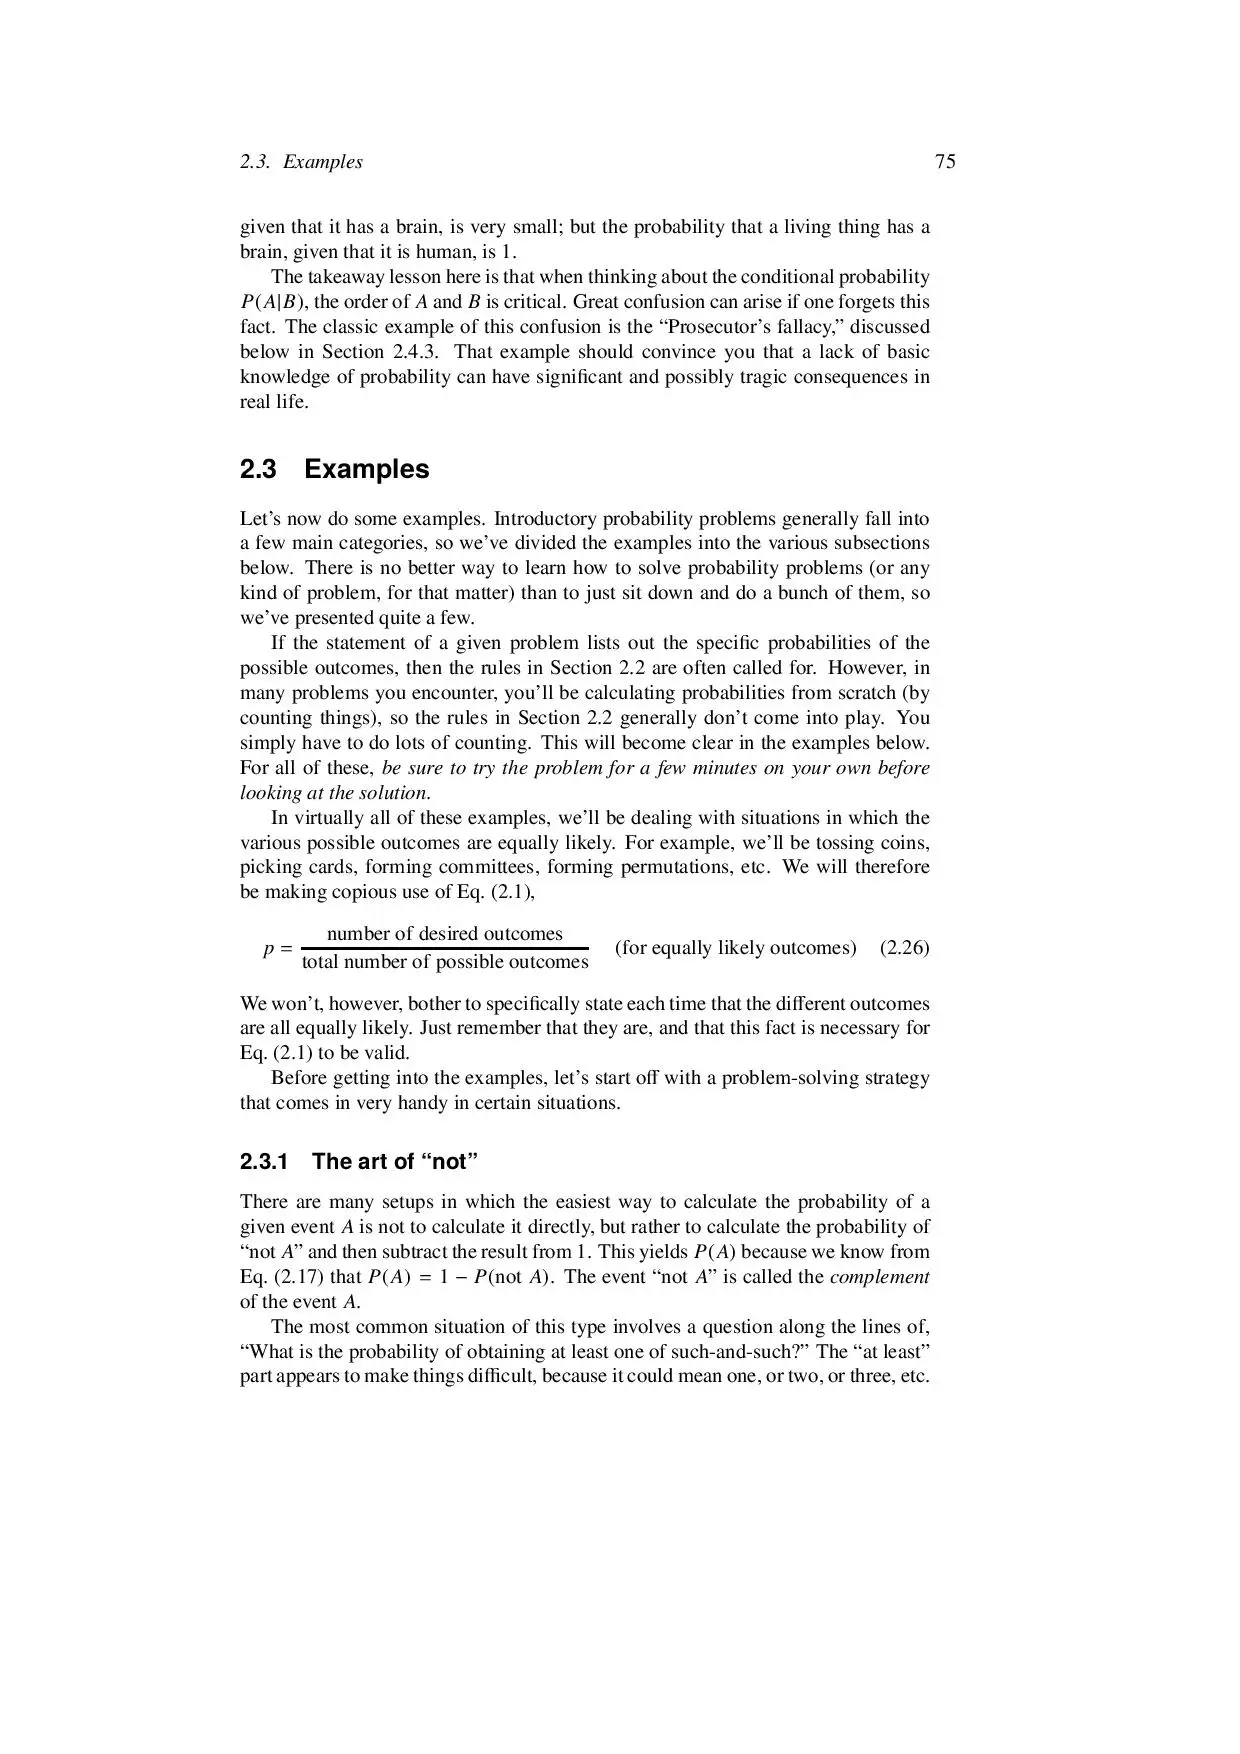 2.3. Examples 75
given that it has a brain, is very small; but the probability that a living thing has a
brain, given that it is human, is 1.
The takeaway lesson here is that when thinking about the conditional probability
P(A|B), the order of A and B is critical. Great confusion can arise if one forgets this
fact. The classic example of this confusion is the “Prosecutor’s fallacy,” discussed
below in Section 2.4.3. That example should convince you that a lack of basic
knowledge of probability can have significant and possibly tragic consequences in
real life.
2.3 Examples
Let’s now do some examples. Introductory probability problems generally fall into
a few main categories, so we’ve divided the examples into the various subsections
below. There is no better way to learn how to solve probability problems (or any
kind of problem, for that matter) than to just sit down and do a bunch of them, so
we’ve presented quite a few.
If the statement of a given problem lists out the specific probabilities of the
possible outcomes, then the rules in Section 2.2 are often called for. However, in
many problems you encounter, you’ll be calculating probabilities from scratch (by
counting things), so the rules in Section 2.2 generally don’t come into play. You
simply have to do lots of counting. This will become clear in the examples below.
For all of these, be sure to try the problem for a few minutes on your own before
looking at the solution.
In virtually all of these examples, we’ll be dealing with situations in which the
various possible outcomes are equally likely. For example, we’ll be tossing coins,
picking cards, forming committees, forming permutations, etc. We will therefore
be making copious use of Eq. (2.1),
p = number of desired outcomes / total number of possible outcomes (for equally likely outcomes) (2.26)
We won’t, however, bother to specifically state each time that the different outcomes
are all equally likely. Just remember that they are, and that this fact is necessary for
Eq. (2.1) to be valid.
Before getting into the examples, let’s start off with a problem-solving strategy
that comes in very handy in certain situations.
2.3.1 The art of “not”
There are many setups in which the easiest way to calculate the probability of a
given event A is not to calculate it directly, but rather to calculate the probability of
“not A” and then subtract the result from 1. This yields P(A) because we know from
Eq. (2.17) that P(A) = 1 − P(not A). The event “not A” is called the complement
of the event A.
The most common situation of this type involves a question along the lines of,
“What is the probability of obtaining at least one of such-and-such?” The “at least”
part appears to make things difficult, because it could mean one, or two, or three, etc.